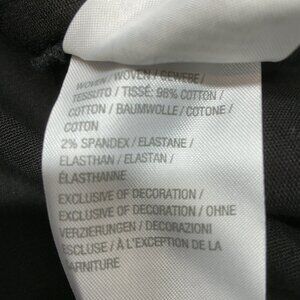 WOVEN / WOVEN / GEWEBE /
TESSUTO / TISSÉ: 98% COTTON /
COTTON / BAUMWOLLE / COTONE /
COTON
2% SPANDEX / ELASTANE /
ELASTHAN / ELASTAN /
ÉLASTHANNE
EXCLUSIVE OF DECORATION /
EXCLUSIVE OF DECORATION / OHNE
VERZIERUNGEN / DECORAZIONI
ESCLUSE / À L'EXCEPTION DE LA
ARNITURE